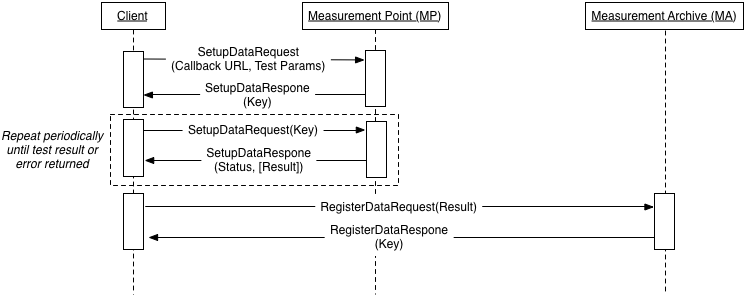 Client
Measurement Point (MP)
Measurement Archive (MA)
SetupDataRequest
(Callback URL, Test Params)
SetupDataRespone
(Key)
Repeat periodically
until test result or
error returned
SetupDataRequest(Key)
SetupDataRespone
(Status, [Result])
RegisterDataRequest(Result)
RegisterDataRespone
(Key)